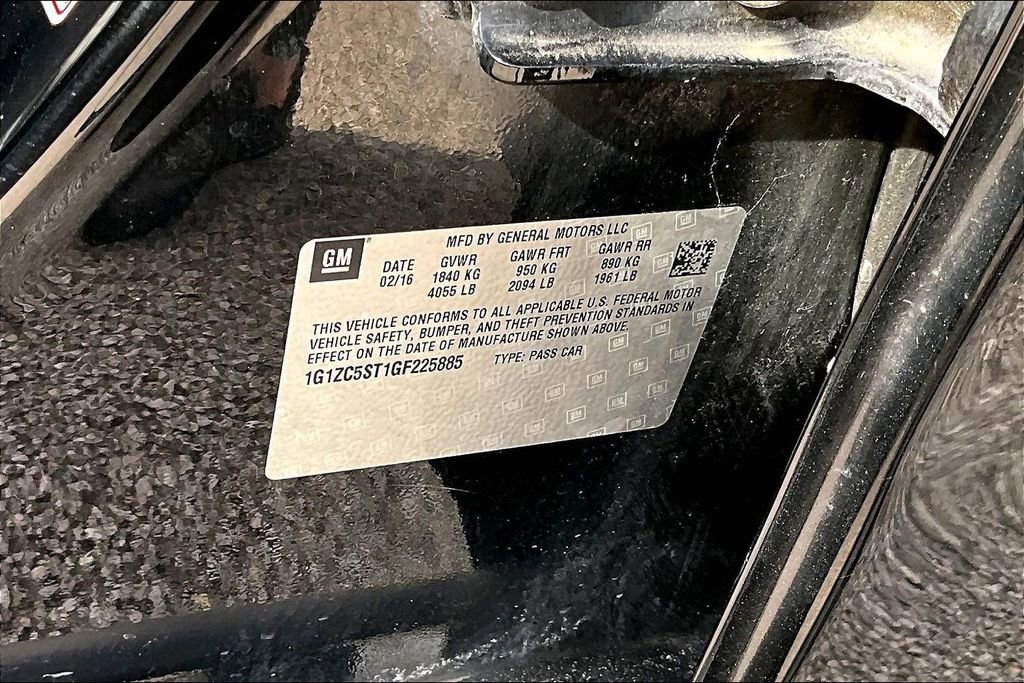 GM
MFD BY GENERAL MOTORS LLC
DATE GVWR GAWR FRT GAWR RR
02/16 1840 KG 950 KG 890 KG
4055 LB 2094 LB 1961 LB
THIS VEHICLE CONFORMS TO ALL APPLICABLE U.S. FEDERAL MOTOR
VEHICLE SAFETY, BUMPER, AND THEFT PREVENTION STANDARDS IN
EFFECT ON THE DATE OF MANUFACTURE SHOWN ABOVE.
1G1ZC5ST1GF225885 TYPE: PASS CAR